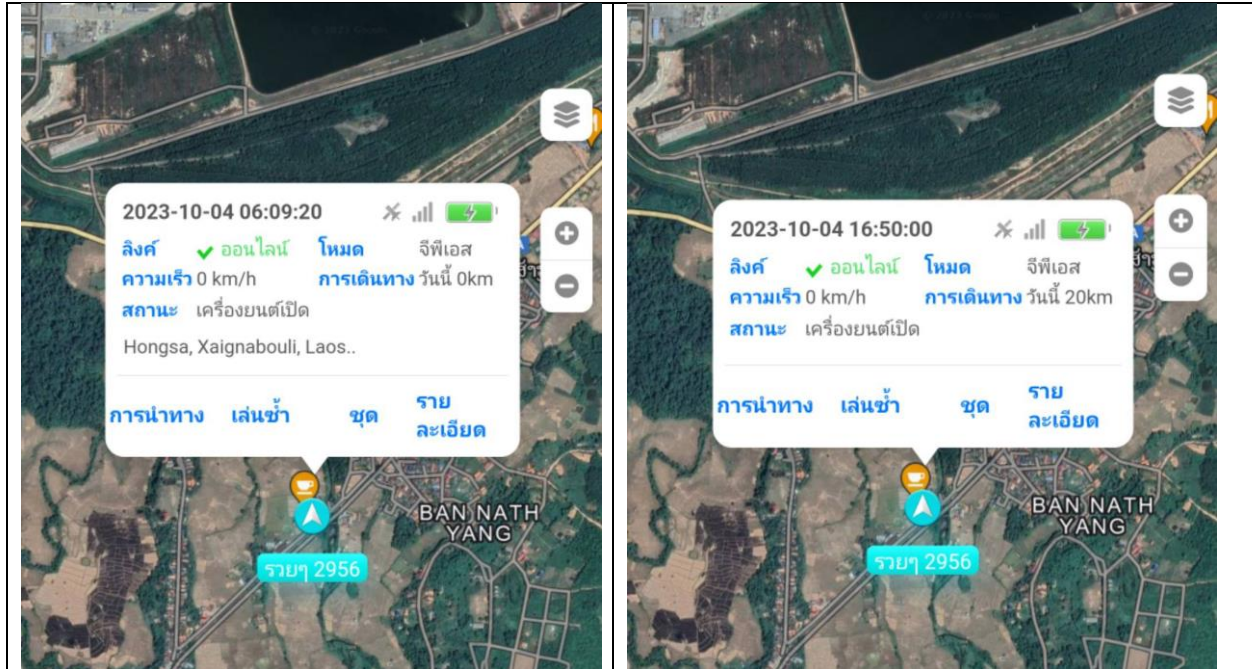 2023-10-04 06:09:20
ลิงค์ ออนไลน์ โหมด จีพีเอส
ความเร็ว 0 km/h การเดินทาง วันนี้ 0km
สถานะ เครื่องยนต์เปิด
Hongsa, Xaignabouli, Laos..
การนำทาง เล่นซ้ำ ชุด ราย
ละเอียด
BAN NATH
YANG
รวยๆ 2956
2023-10-04 16:50:00
ลิงค์ ออนไลน์ โหมด จีพีเอส
ความเร็ว 0 km/h การเดินทาง วันนี้ 20km
สถานะ เครื่องยนต์เปิด
การนำทาง เล่นซ้ำ ชุด ราย
ละเอียด
BAN NATH
YANG
รวยๆ 2956